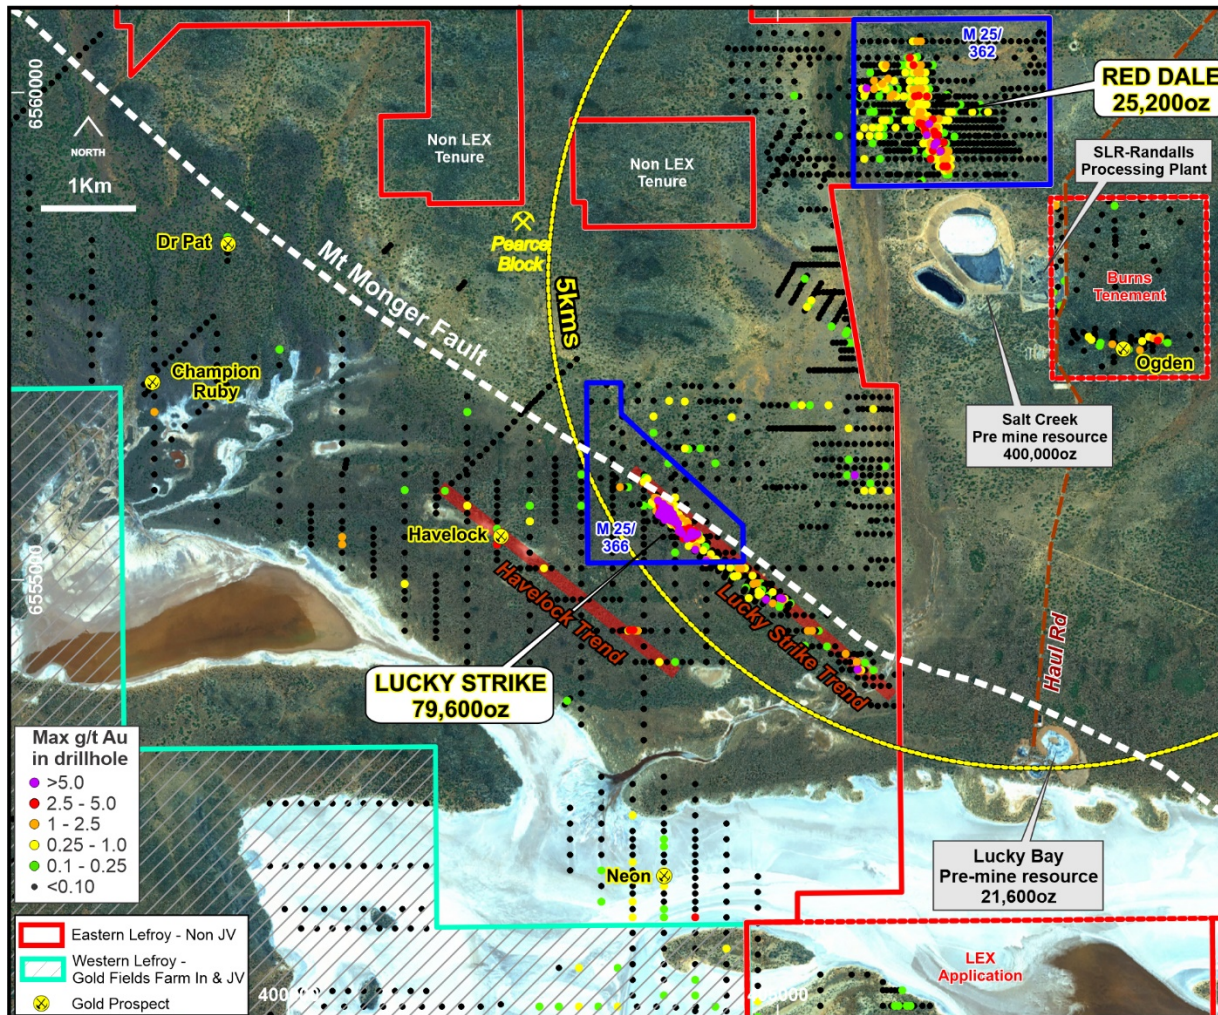 M 25/
362
RED DALE
25,200oz
6560000
NORTH
1Km
Non LEX
Tenure
Non LEX
Tenure
SLR-Randalls
Processing Plant
Dr Pat
Pearce
Block
Mt Monger Fault
5kms
Burns
Tenement
Ogden
Champion
Ruby
Salt Creek
Pre mine resource
400,000oz
Havelock
M 25/
366
6555000
Havelock Trend
Lucky Strike Trend
Haul Rd
LUCKY STRIKE
79,600oz
Max g/t Au
in drillhole
>5.0
2.5 - 5.0
1 - 2.5
0.25 - 1.0
0.1 - 0.25
<0.10
Neon
Lucky Bay
Pre-mine resource
21,600oz
Eastern Lefroy - Non JV
Western Lefroy -
Gold Fields Farm In & JV
Gold Prospect
LEX
Application